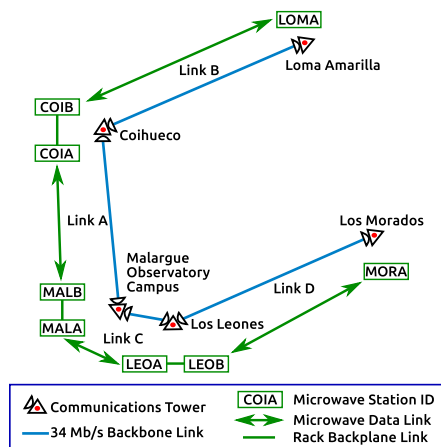 LOMA
Link B
Loma Amarilla
COIB
Coihueco
COIA
Link A
Los Morados
Malargue
Observatory
Campus
MORA
MALB
Link D
MALA
Link C
Los Leones
LEOA
LEOB
Communications Tower
34 Mb/s Backbone Link
COIA
Microwave Station ID
Microwave Data Link
Rack Backplane Link